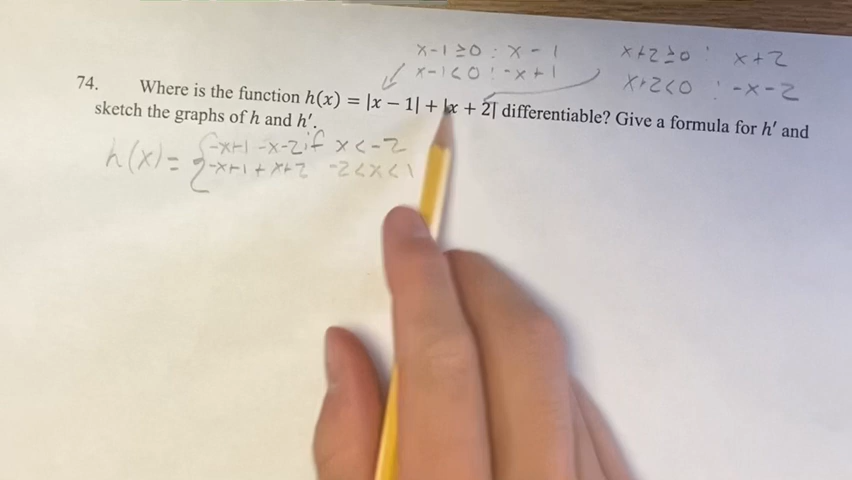 x-1≥0 : x-1
x-1<0 : -x+1
x+2≥0 : x+2
x+2<0 : -x-2
74. Where is the function h(x) = |x − 1| + |x + 2| differentiable? Give a formula for h′ and
sketch the graphs of h and h′.
h(x) = { -x+1 -x-2 if x<-2
-x+1 + x+2 -2<x<1